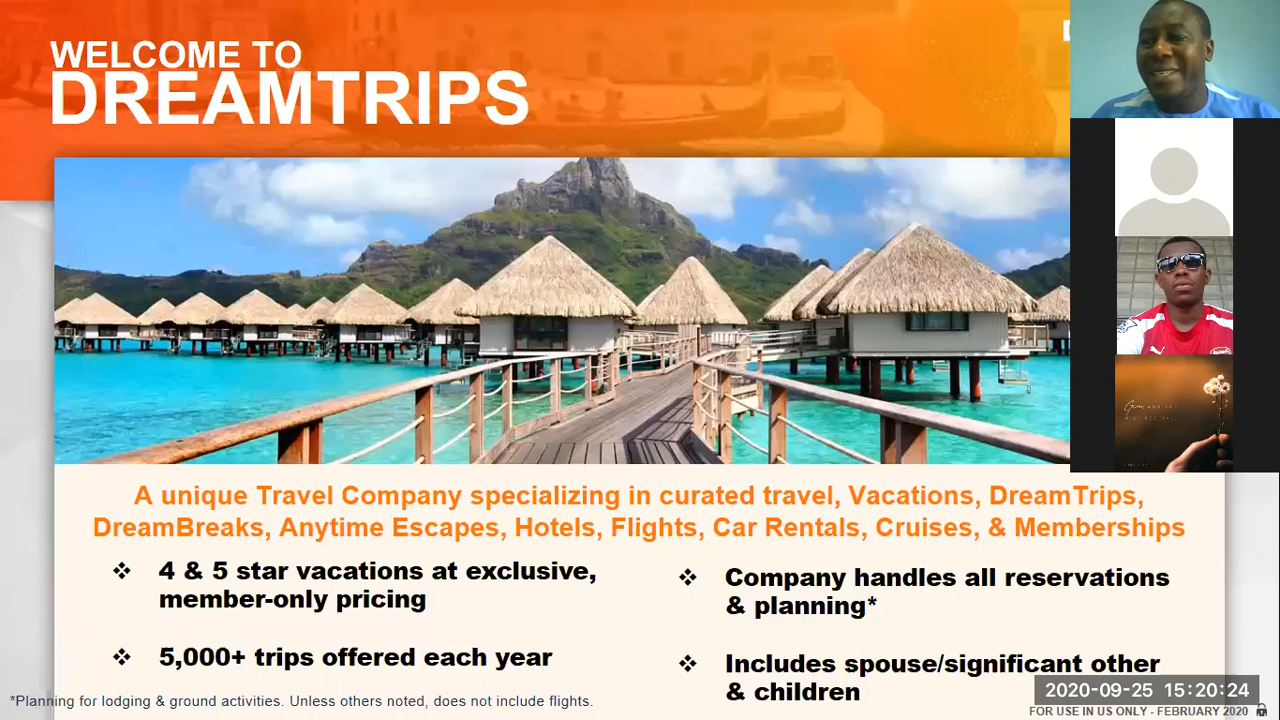 WELCOME TO
DREAMTRIPS
A unique Travel Company specializing in curated travel, Vacations, DreamTrips,
DreamBreaks, Anytime Escapes, Hotels, Flights, Car Rentals, Cruises, & Memberships
❖ 4 & 5 star vacations at exclusive,
member-only pricing
❖ 5,000+ trips offered each year
❖ Company handles all reservations
& planning*
❖ Includes spouse/significant other
& children
*Planning for lodging & ground activities. Unless others noted, does not include flights.
2020-09-25 15:20:24
FOR USE IN US ONLY - FEBRUARY 2020